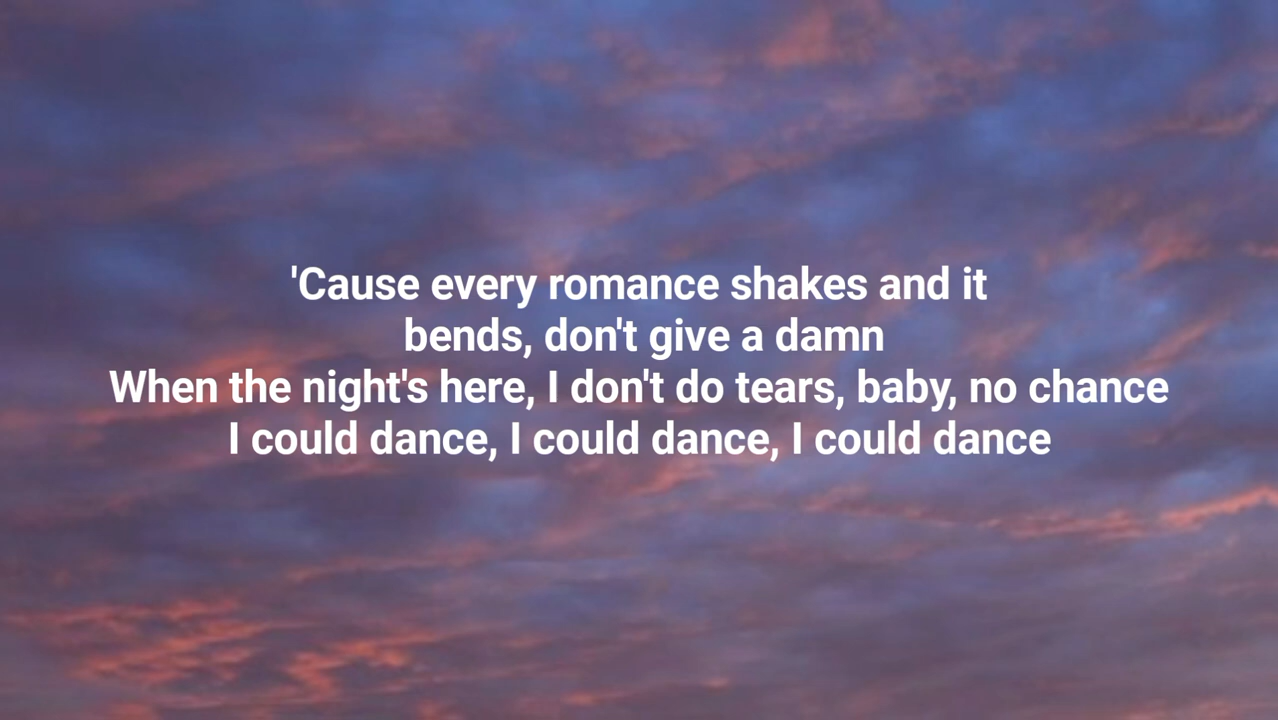 'Cause every romance shakes and it
bends, don't give a damn
When the night's here, I don't do tears, baby, no chance
I could dance, I could dance, I could dance